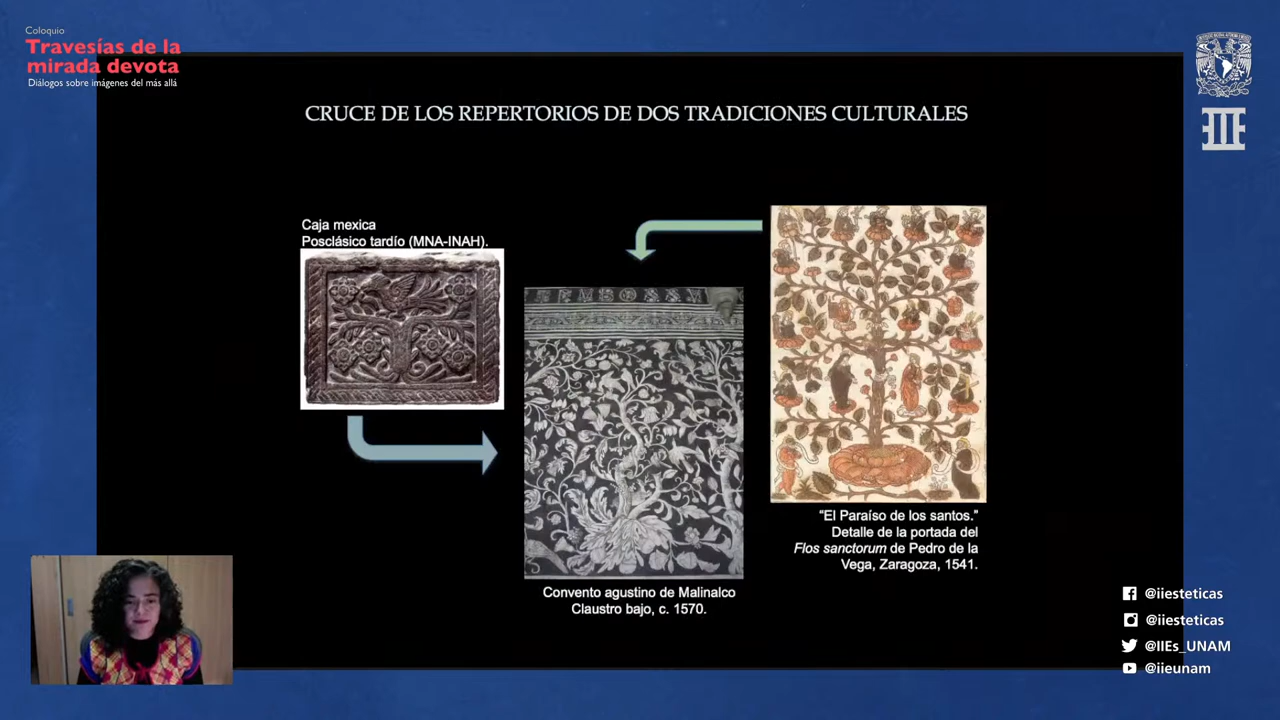 Coloquio
Travesías de la
mirada devota
Diálogos sobre imágenes del más allá
CRUCE DE LOS REPERTORIOS DE DOS TRADICIONES CULTURALES
Caja mexica
Posclásico tardío (MNA-INAH).
"El Paraíso de los santos."
Detalle de la portada del
Flos sanctorum de Pedro de la
Vega, Zaragoza, 1541.
Convento agustino de Malinalco
Claustro bajo, c. 1570.
@iiesteticas
@iiesteticas
@IIEs_UNAM
@iieunam